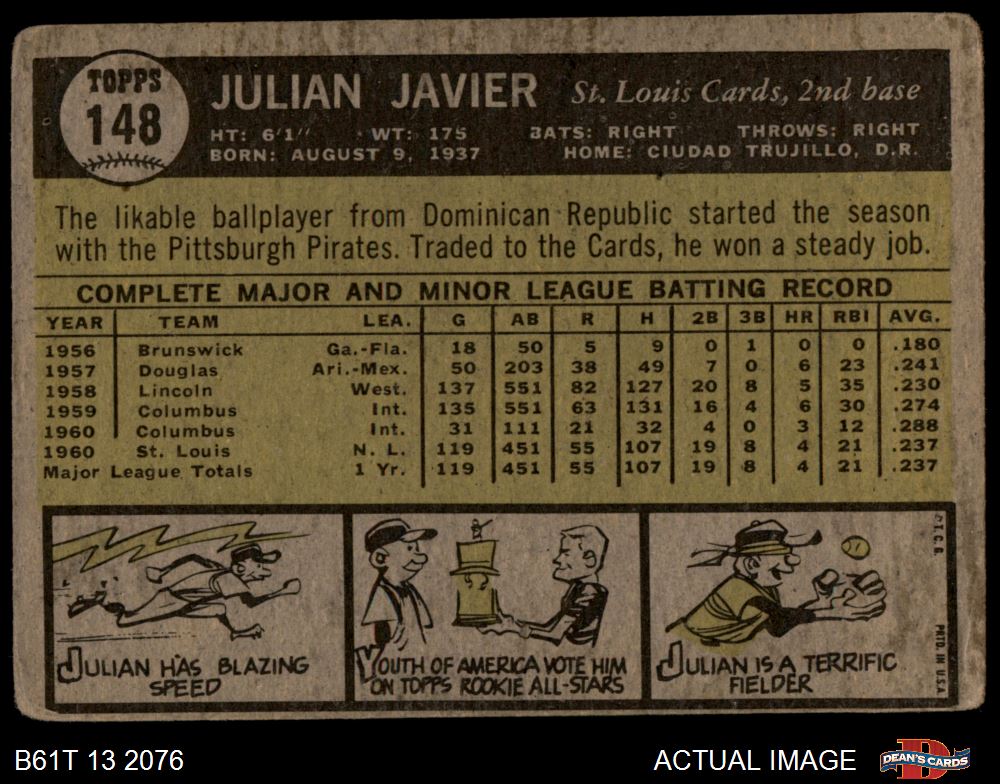 TOPPS
148
JULIAN JAVIER St. Louis Cards, 2nd base
HT: 6'1" WT: 175 BATS: RIGHT THROWS: RIGHT
BORN: AUGUST 9, 1937 HOME: CIUDAD TRUJILLO, D.R.
The likable ballplayer from Dominican Republic started the season
with the Pittsburgh Pirates. Traded to the Cards, he won a steady job.
COMPLETE MAJOR AND MINOR LEAGUE BATTING RECORD
YEAR TEAM LEA. G AB R H 2B 3B HR RBI AVG.
1956 Brunswick Ga.-Fla. 18 50 5 9 0 1 0 0 .180
1957 Douglas Ari.-Mex. 50 203 38 49 7 0 6 23 .241
1958 Lincoln West. 137 551 82 127 20 8 5 35 .230
1959 Columbus Int. 135 551 63 131 16 4 6 30 .274
1960 Columbus Int. 31 111 21 32 4 0 3 12 .288
1960 St. Louis N. L. 119 451 55 107 19 8 4 21 .237
Major League Totals 1 Yr. 119 451 55 107 19 8 4 21 .237
JULIAN HAS BLAZING
SPEED
YOUTH OF AMERICA VOTE HIM
ON TOPPS ROOKIE ALL-STARS
JULIAN IS A TERRIFIC
FIELDER
©T.C.G. PRTD. IN U.S.A.
B61T 13 2076
ACTUAL IMAGE
DEAN'S CARDS